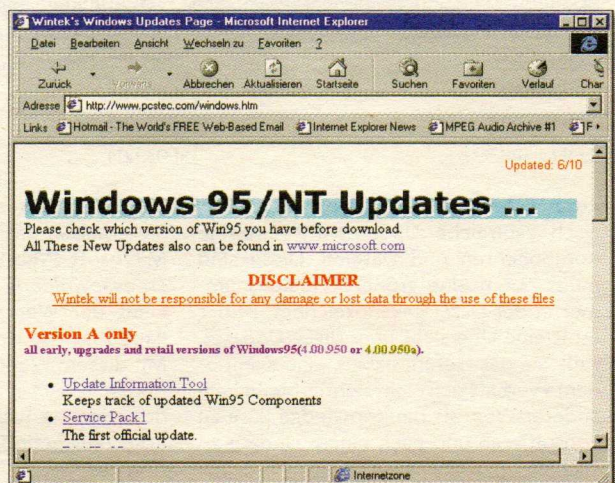 Wintek's Windows Updates Page - Microsoft Internet Explorer
Datei Bearbeiten Ansicht Wechseln zu Favoriten ?
Zurück Vorwärts Abbrechen Aktualisieren Startseite Suchen Favoriten Verlauf Char
Adresse http://www.pcstec.com/windows.htm
Links Hotmail - The World's FREE Web-Based Email Internet Explorer News MPEG Audio Archive #1 F
Updated: 6/10
Windows 95/NT Updates ...
Please check which version of Win95 you have before download.
All These New Updates also can be found in www.microsoft.com
DISCLAIMER
Wintek will not be responsible for any damage or lost data through the use of these files
Version A only
all early, upgrades and retail versions of Windows95(4.00.950 or 4.00.950a).
• Update Information Tool
Keeps track of updated Win95 Components
• Service Pack1
The first official update.
Internetzone